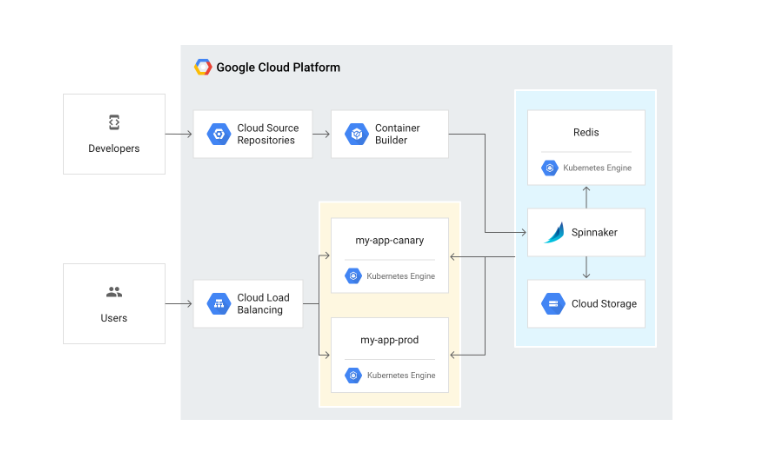 Google Cloud Platform
Developers
Cloud Source
Repositories
Container
Builder
Redis
Kubernetes Engine
Spinnaker
Cloud Storage
my-app-canary
Kubernetes Engine
Users
Cloud Load
Balancing
my-app-prod
Kubernetes Engine